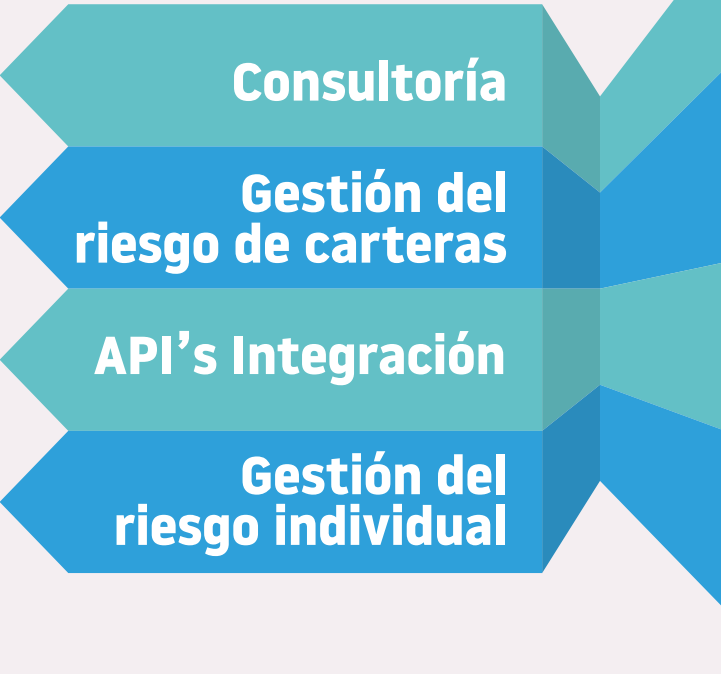 Consultoría
Gestión del
riesgo de carteras
API's Integración
Gestión del
riesgo individual